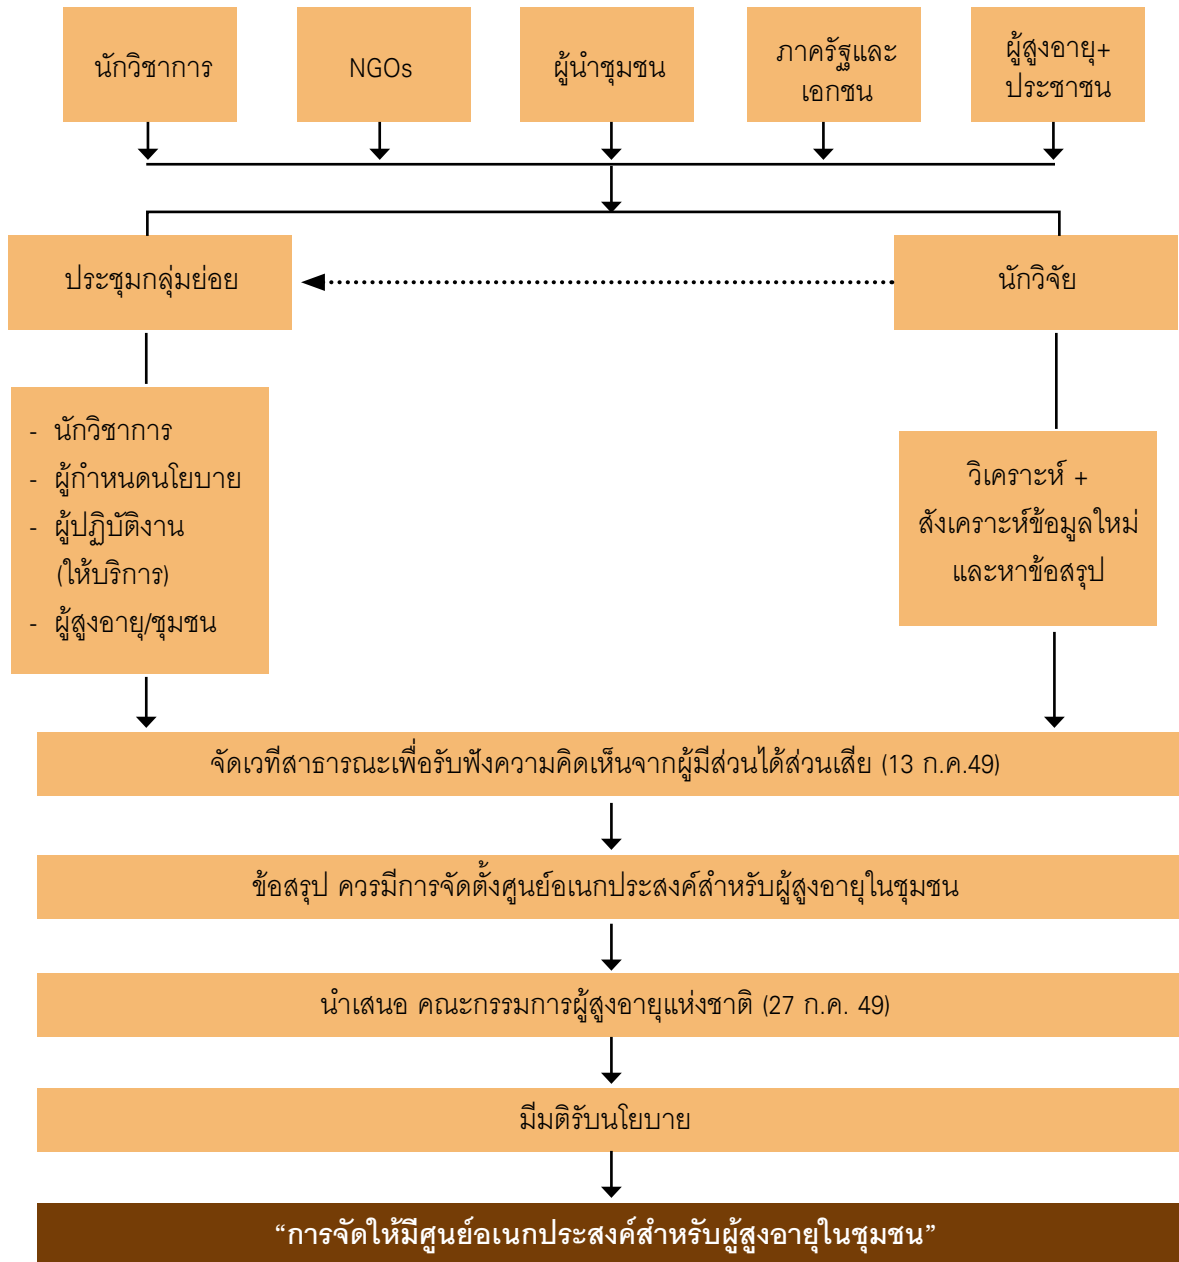 นักวิชาการ
NGOs
ผู้นำชุมชน
ภาครัฐและ
เอกชน
ผู้สูงอายุ+
ประชาชน
ประชุมกลุ่มย่อย
นักวิจัย
- นักวิชาการ
- ผู้กำหนดนโยบาย
- ผู้ปฏิบัติงาน
(ให้บริการ)
- ผู้สูงอายุ/ชุมชน
วิเคราะห์ +
สังเคราะห์ข้อมูลใหม่
และหาข้อสรุป
จัดเวทีสาธารณะเพื่อรับฟังความคิดเห็นจากผู้มีส่วนได้ส่วนเสีย (13 ก.ค.49)
ข้อสรุป ควรมีการจัดตั้งศูนย์อเนกประสงค์สำหรับผู้สูงอายุในชุมชน
นำเสนอ คณะกรรมการผู้สูงอายุแห่งชาติ (27 ก.ค. 49)
มีมติรับนโยบาย
“การจัดให้มีศูนย์อเนกประสงค์สำหรับผู้สูงอายุในชุมชน”